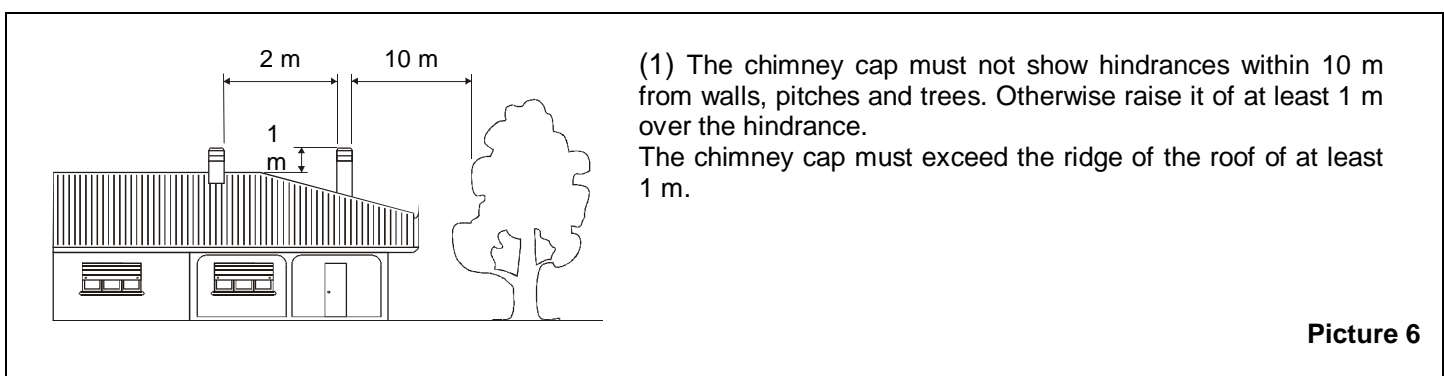 2 m
10 m
1
m
(1) The chimney cap must not show hindrances within 10 m
from walls, pitches and trees. Otherwise raise it of at least 1 m
over the hindrance.
The chimney cap must exceed the ridge of the roof of at least
1 m.
Picture 6